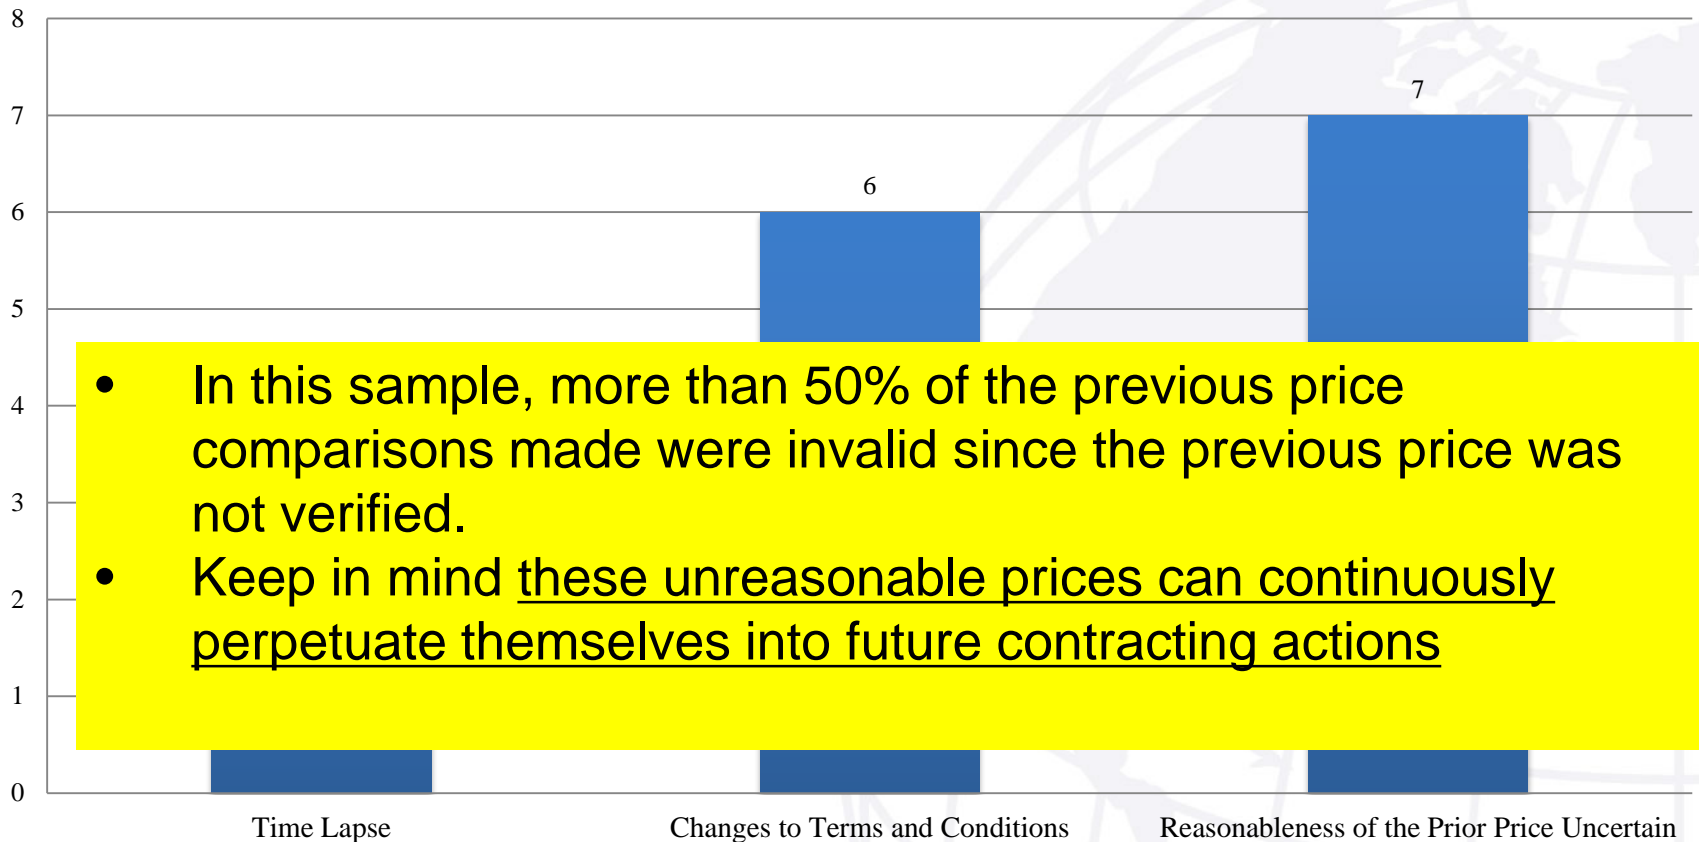 8
7
7
6
6
5
• In this sample, more than 50% of the previous price
4
comparisons made were invalid since the previous price was
3
not verified.
• Keep in mind these unreasonable prices can continuously
2
perpetuate themselves into future contracting actions
1
0
Time Lapse Changes to Terms and Conditions Reasonableness of the Prior Price Uncertain